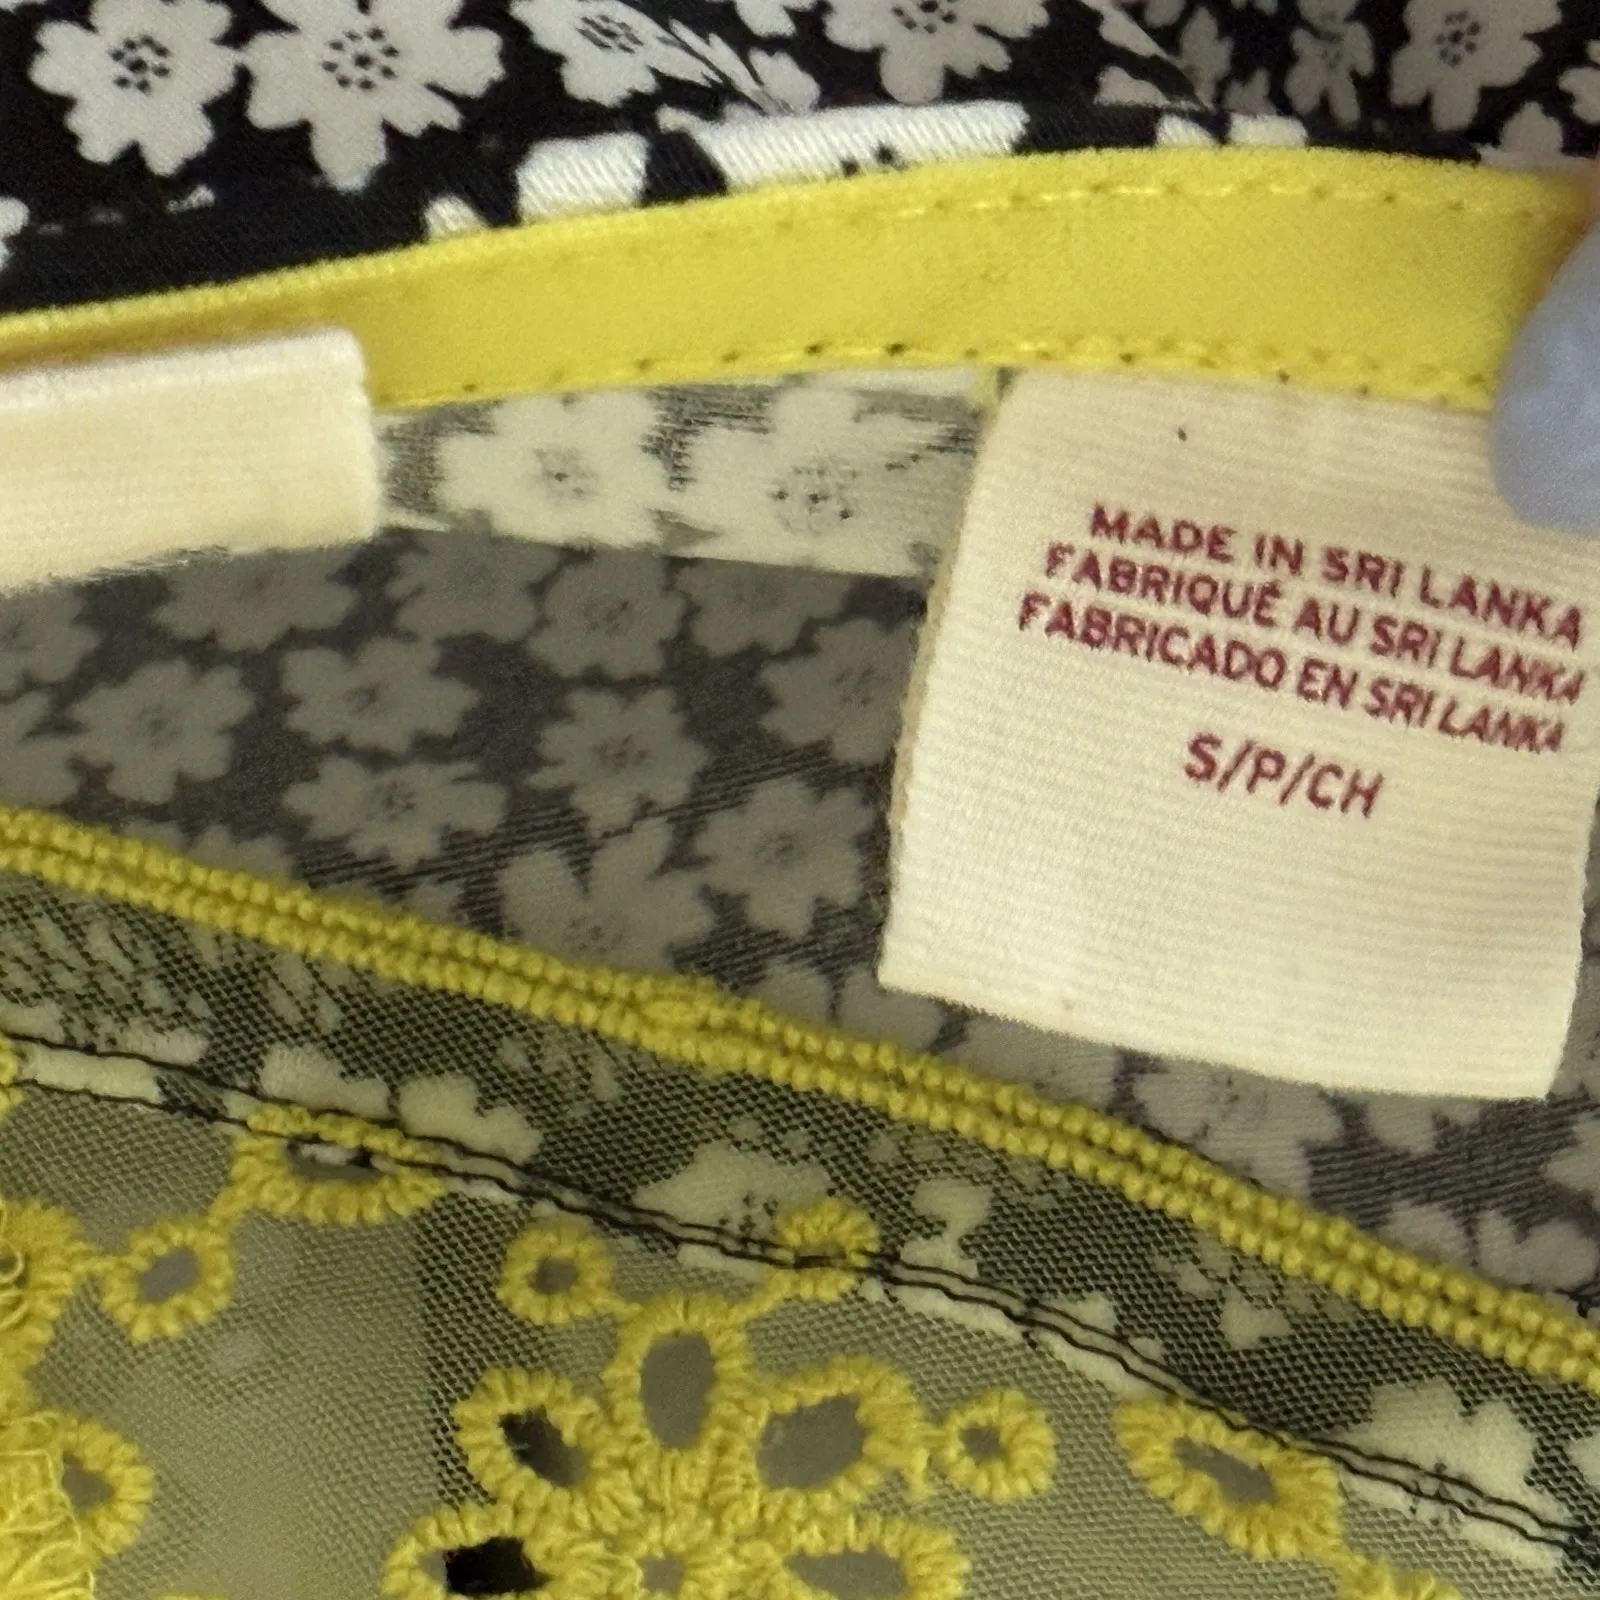 MADE IN SRI LANKA
FABRIQUÉ AU SRI LANKA
FABRICADO EN SRI LANKA
S/P/CH